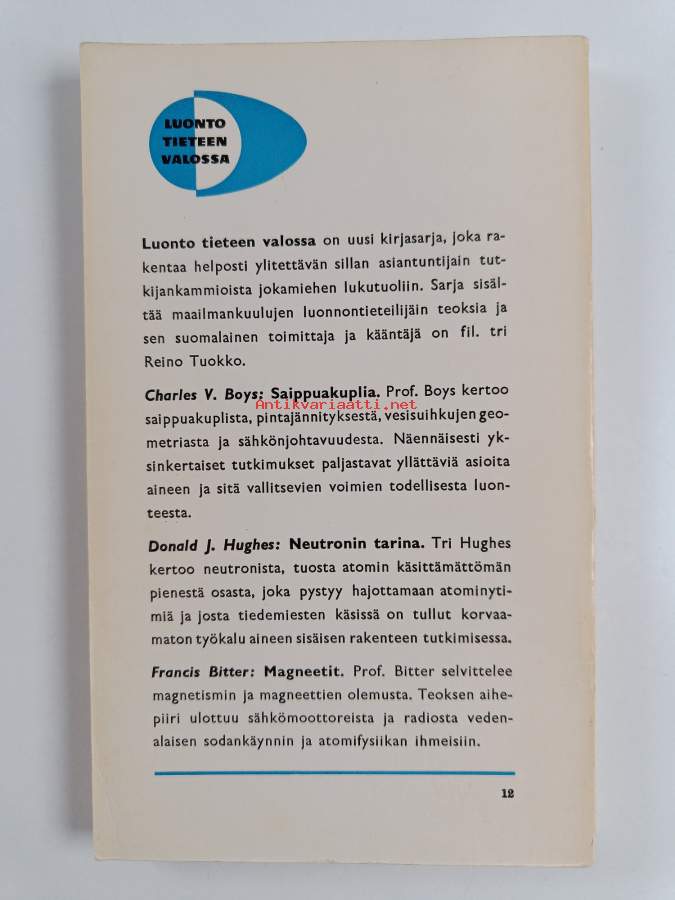 LUONTO
TIETEEN
VALOSSA
Luonto tieteen valossa on uusi kirjasarja, joka ra-
kentaa helposti ylitettävän sillan asiantuntijain tut-
kijankammioista jokamiehen lukutuoliin. Sarja sisäl-
tää maailmankuulujen luonnontieteilijäin teoksia ja
sen suomalainen toimittaja ja kääntäjä on fil. tri
Reino Tuokko.
Charles V. Boys: Saippuakuplia. Prof. Boys kertoo
Antikvariaatti.net
saippuakuplista, pintajännityksestä, vesisuihkujen geo-
metriasta ja sähkönjohtavuudesta. Näennäisesti yk-
sinkertaiset tutkimukset paljastavat yllättäviä asioita
aineen ja sitä vallitsevien voimien todellisesta luon-
teesta.
Donald J. Hughes: Neutronin tarina. Tri Hughes
kertoo neutronista, tuosta atomin käsittämättömän
pienestä osasta, joka pystyy hajottamaan atominyti-
miä ja josta tiedemiesten käsissä on tullut korvaa-
maton työkalu aineen sisäisen rakenteen tutkimisessa.
Francis Bitter: Magneetit. Prof. Bitter selvittelee
magnetismin ja magneettien olemusta. Teoksen aihe-
piiri ulottuu sähkömoottoreista ja radiosta veden-
alaisen sodankäynnin ja atomifysiikan ihmeisiin.
12